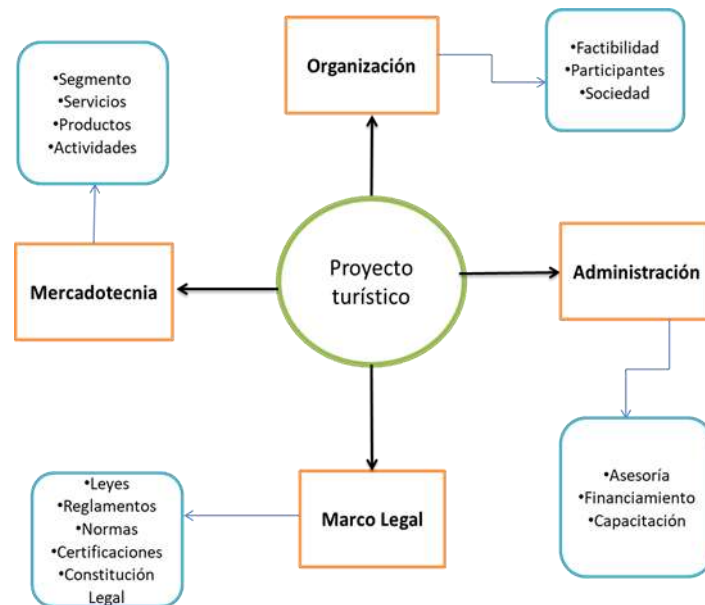 Organización
•Factibilidad
•Participantes
•Sociedad
•Segmento
•Servicios
•Productos
•Actividades
Mercadotecnia
Proyecto
turístico
Administración
•Asesoría
•Financiamiento
•Capacitación
Marco Legal
•Leyes
•Reglamentos
•Normas
•Certificaciones
•Constitución
Legal